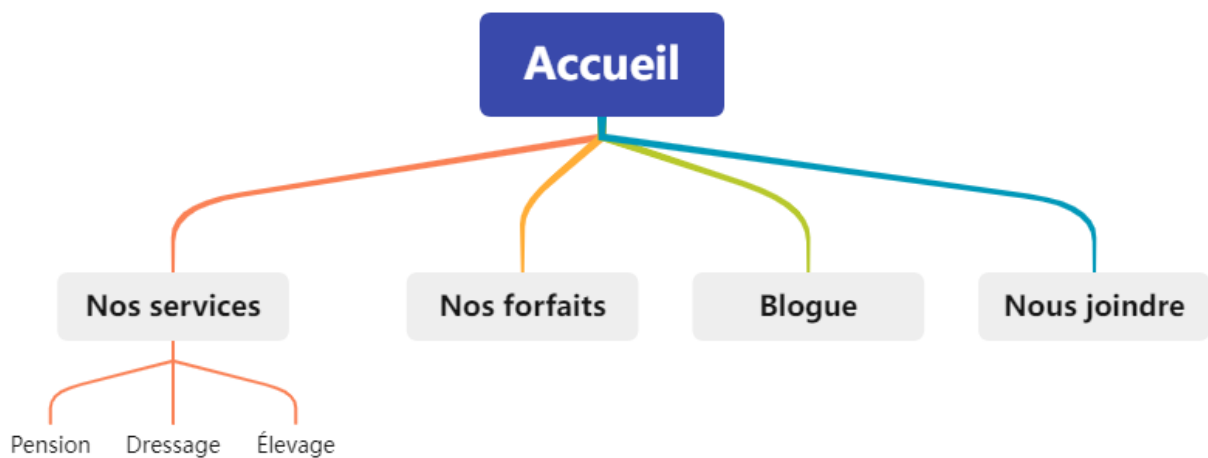 Accueil
Nos services
Nos forfaits
Blogue
Nous joindre
Pension
Dressage
Élevage